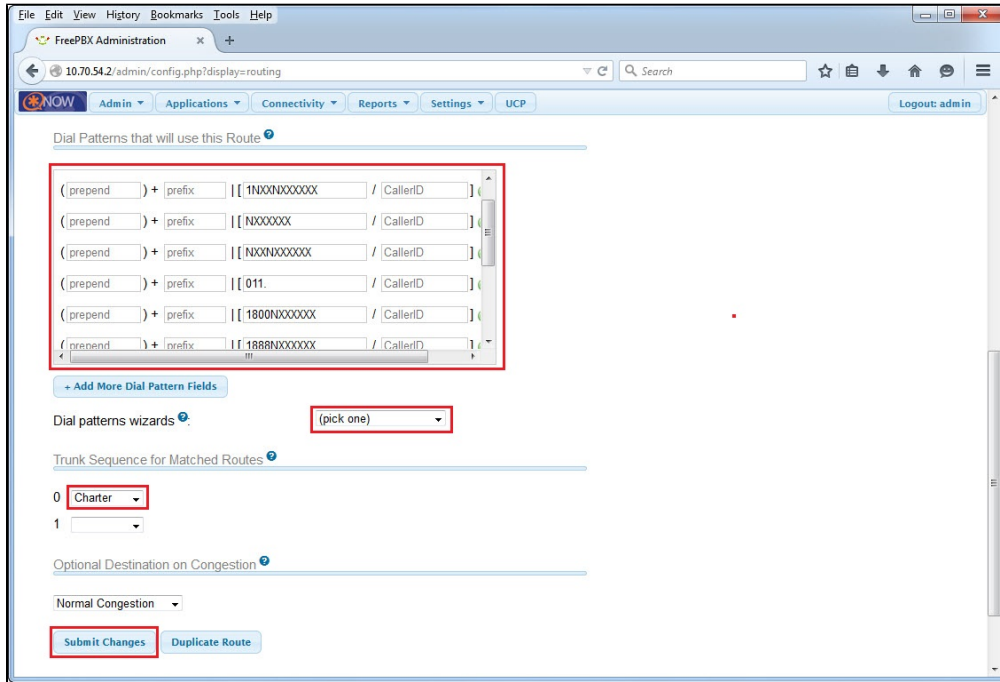 File Edit View History Bookmarks Tools Help
FreePBX Administration × +
10.70.54.2/admin/config.php?display=routing Search
NOW Admin Applications Connectivity Reports Settings UCP Logout: admin
Dial Patterns that will use this Route ?
( prepend ) + prefix | [ 1NXXNXXXXXX / CallerID ]
( prepend ) + prefix | [ NXXXXXX / CallerID ]
( prepend ) + prefix | [ NXXNXXXXXX / CallerID ]
( prepend ) + prefix | [ 011. / CallerID ]
( prepend ) + prefix | [ 1800NXXXXXX / CallerID ]
( prepend ) + prefix | [ 1888NXXXXXX / CallerID ]
+ Add More Dial Pattern Fields
Dial patterns wizards ?: (pick one)
Trunk Sequence for Matched Routes ?
0 Charter
1
Optional Destination on Congestion ?
Normal Congestion
Submit Changes Duplicate Route